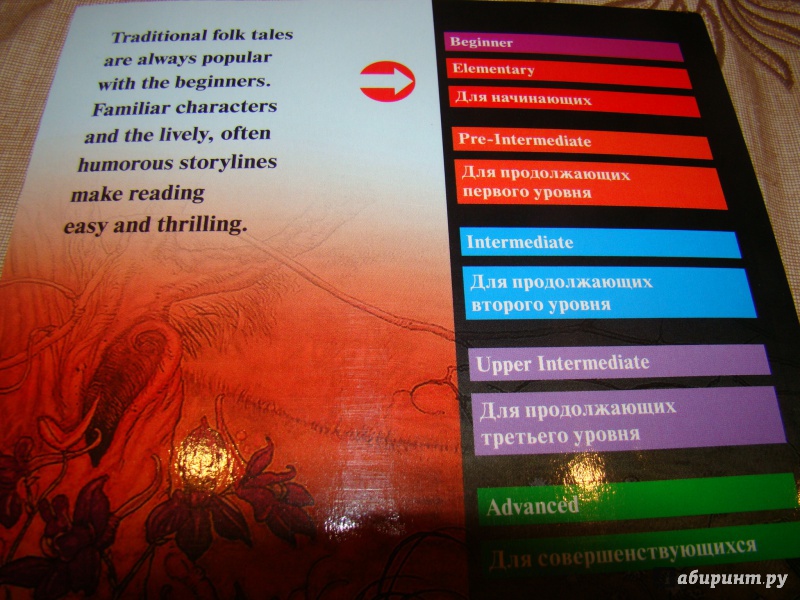 Traditional folk tales
are always popular
with the beginners.
Familiar characters
and the lively, often
humorous storylines
make reading
easy and thrilling.
Beginner
Elementary
Для начинающих
Pre-Intermediate
Для продолжающих
первого уровня
Intermediate
Для продолжающих
второго уровня
Upper Intermediate
Для продолжающих
третьего уровня
Advanced
Для совершенствующихся
абиринт.ру